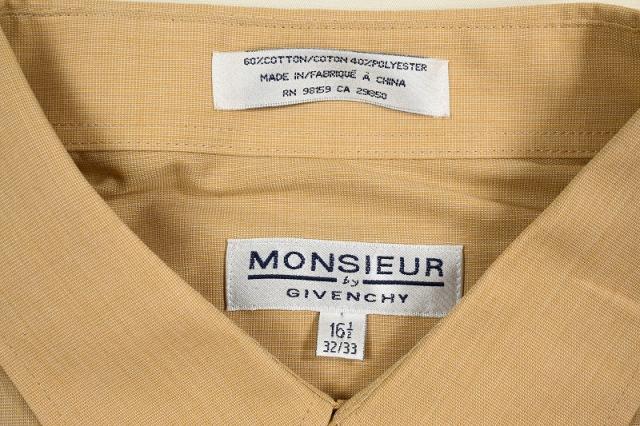 60%COTTON/COTON 40%POLYESTER
MADE IN/FABRIQUÉ À CHINA
RN 98159 CA 29850
MONSIEUR
by
GIVENCHY
16½
32/33